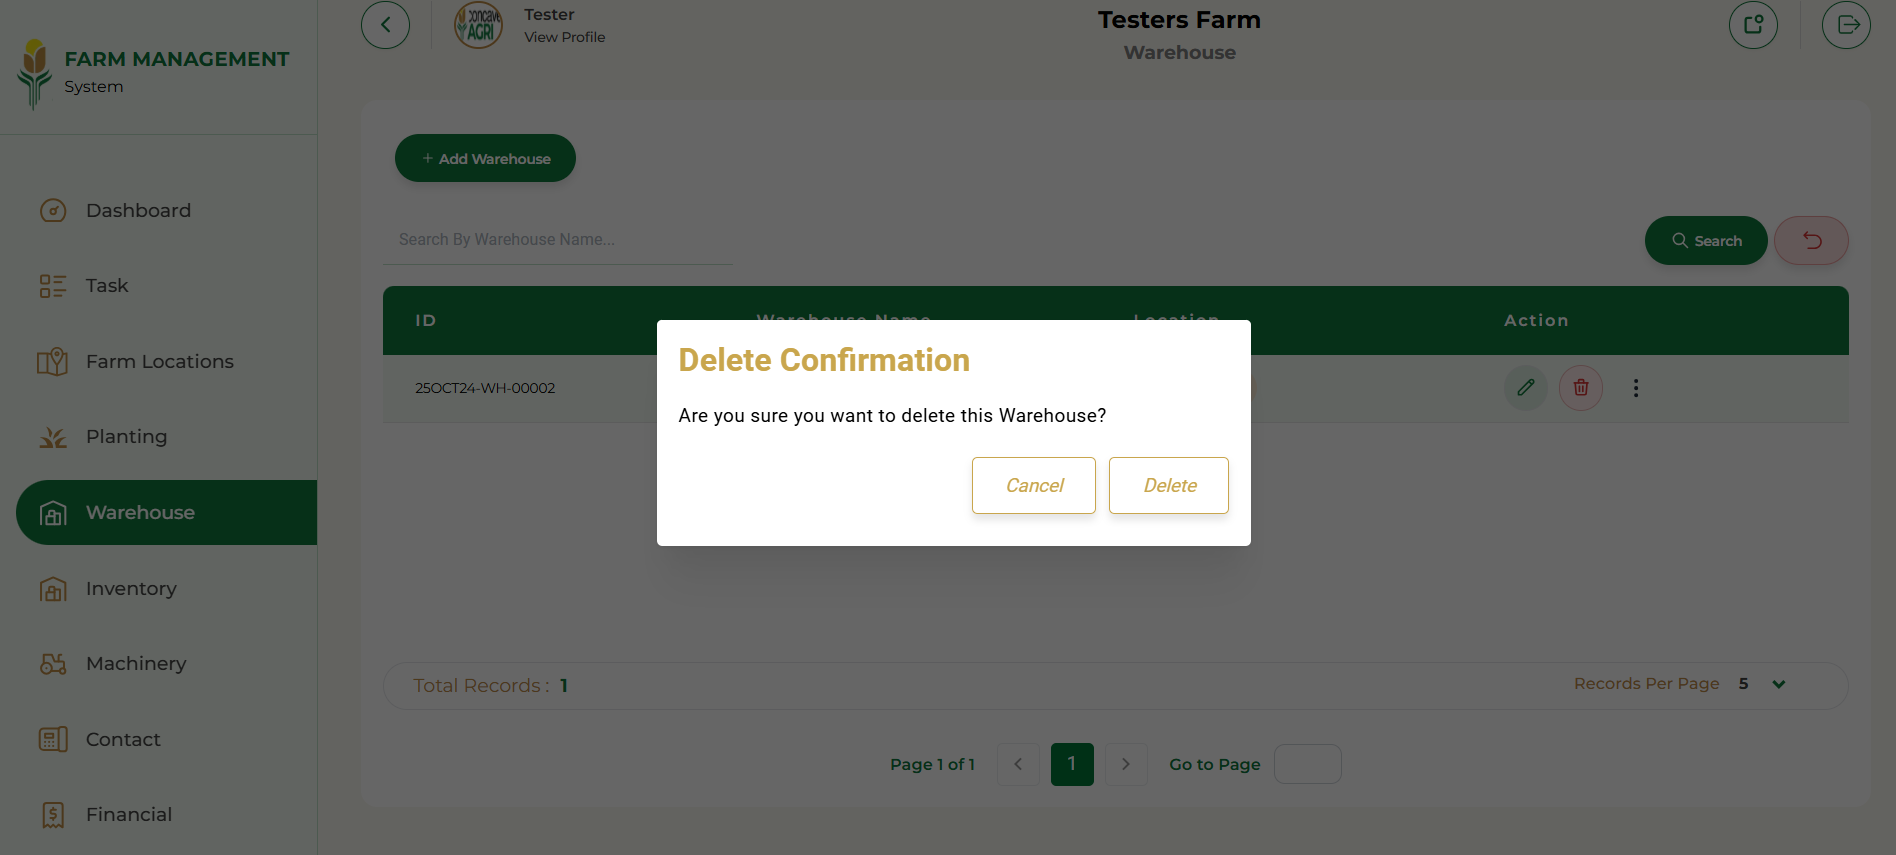 FARM MANAGEMENT
System
Dashboard
Task
Farm Locations
Planting
Warehouse
Inventory
Machinery
Contact
Financial
concave
AGRI
Tester
View Profile
Testers Farm
Warehouse
+ Add Warehouse
Search By Warehouse Name...
Search
ID Warehouse Name Location Action
25OCT24-WH-00002
Delete Confirmation
Are you sure you want to delete this Warehouse?
Cancel Delete
Total Records : 1
Records Per Page 5
Page 1 of 1 < 1 > Go to Page